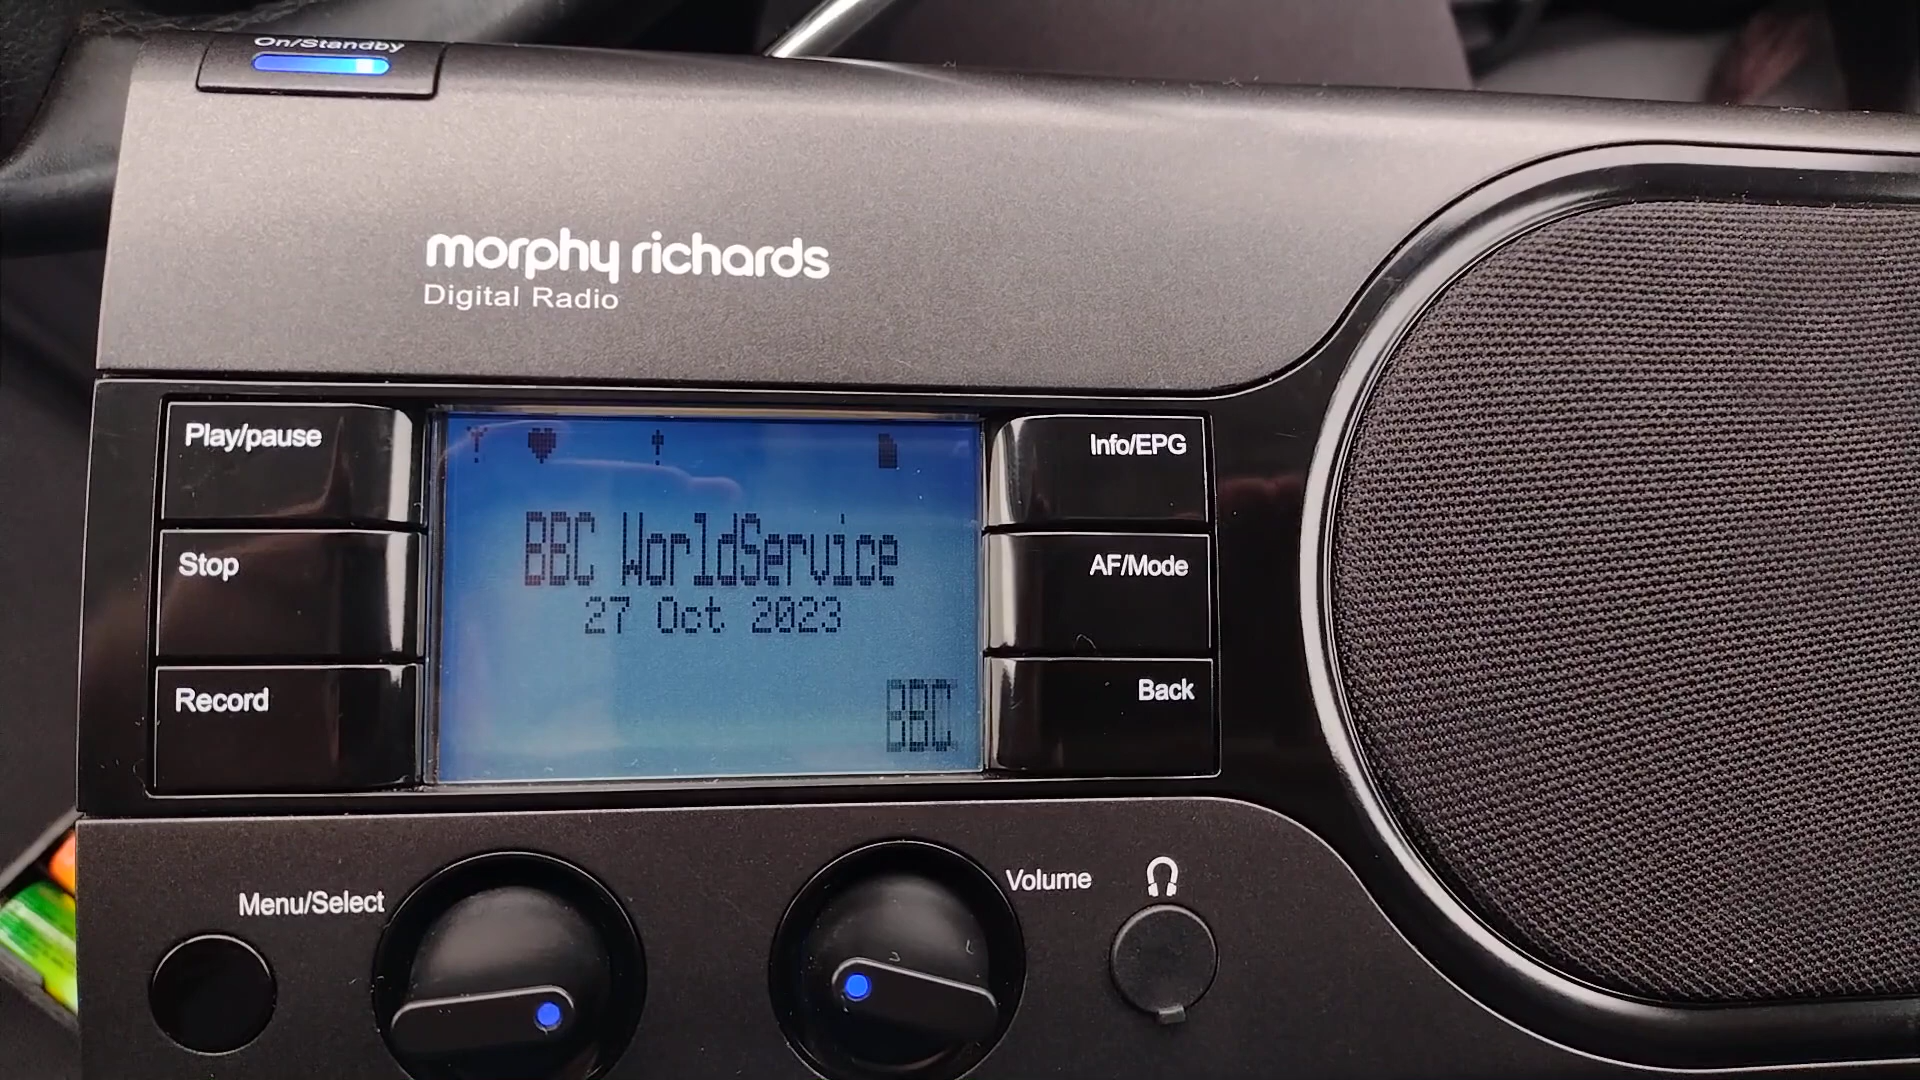 On/Standby
morphy richards
Digital Radio
Play/pause
Stop
Record
BBC WorldService
27 Oct 2023
BBC
Info/EPG
AF/Mode
Back
Menu/Select
Volume